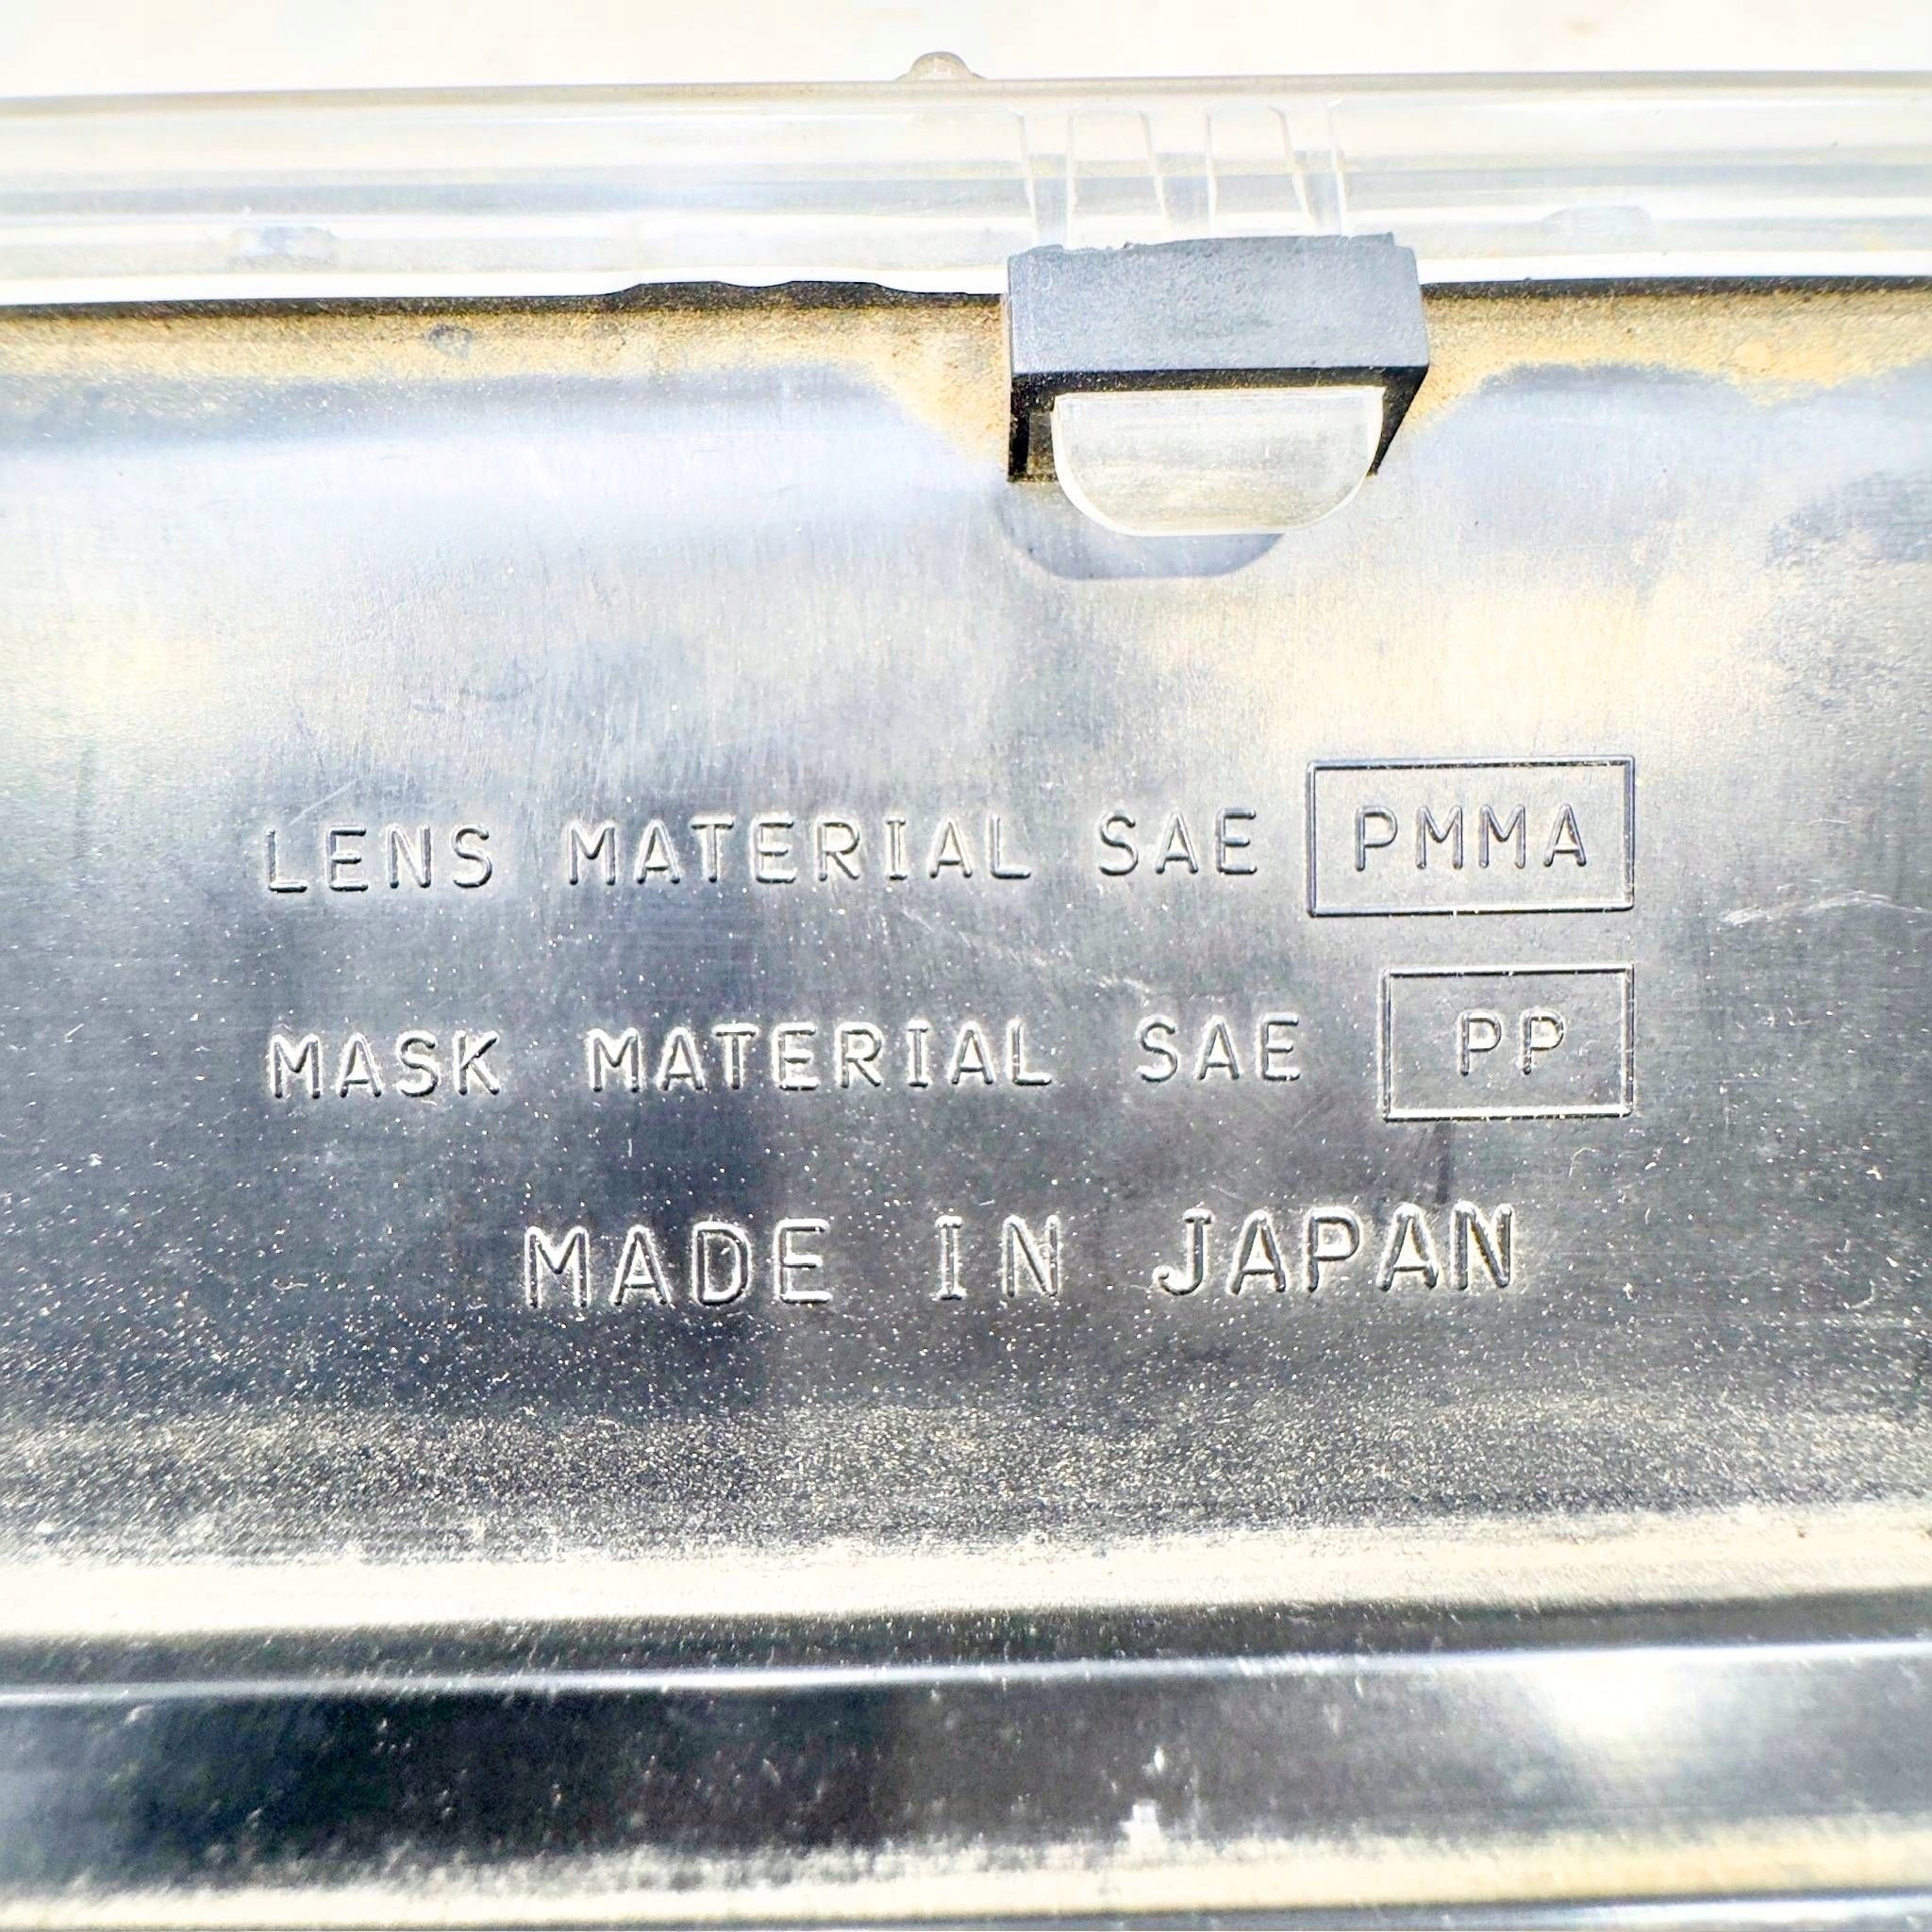 LENS MATERIAL SAE PMMA
MASK MATERIAL SAE PP
MADE IN JAPAN